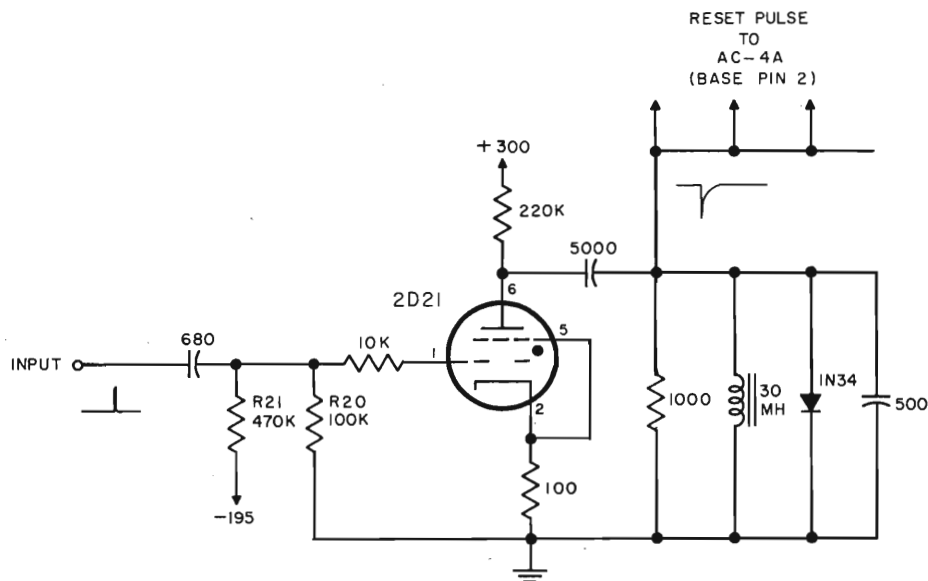 RESET PULSE
TO
AC-4A
(BASE PIN 2)
+300
220K
5000
6
2D21
5
680
10K
1
INPUT
R21
470K
R20
100K
2
1000
30
MH
1N34
500
100
-195